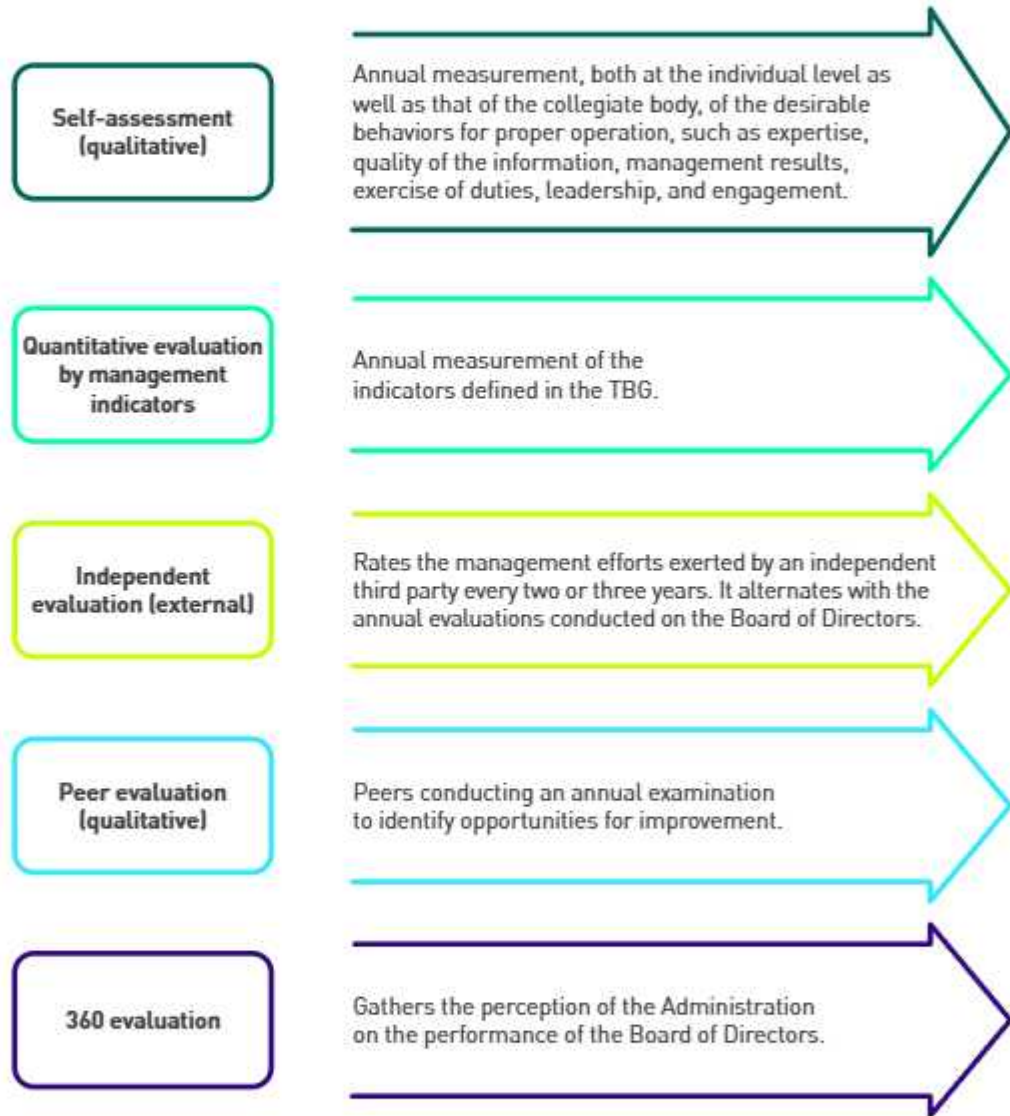 Self-assessment
(qualitative)
Annual measurement, both at the individual level as
well as that of the collegiate body, of the desirable
behaviors for proper operation, such as expertise,
quality of the information, management results,
exercise of duties, leadership, and engagement.
Quantitative evaluation
by management
indicators
Annual measurement of the
indicators defined in the TBG.
Independent
evaluation (external)
Rates the management efforts exerted by an independent
third party every two or three years. It alternates with the
annual evaluations conducted on the Board of Directors.
Peer evaluation
(qualitative)
Peers conducting an annual examination
to identify opportunities for improvement.
360 evaluation
Gathers the perception of the Administration
on the performance of the Board of Directors.